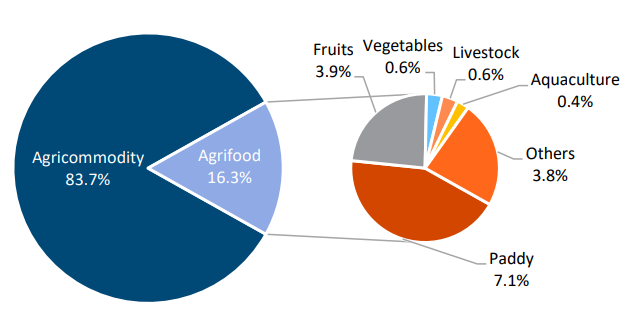 Agricommodity
83.7%
Agrifood
16.3%
Fruits
3.9%
Vegetables
0.6%
Livestock
0.6%
Aquaculture
0.4%
Others
3.8%
Paddy
7.1%